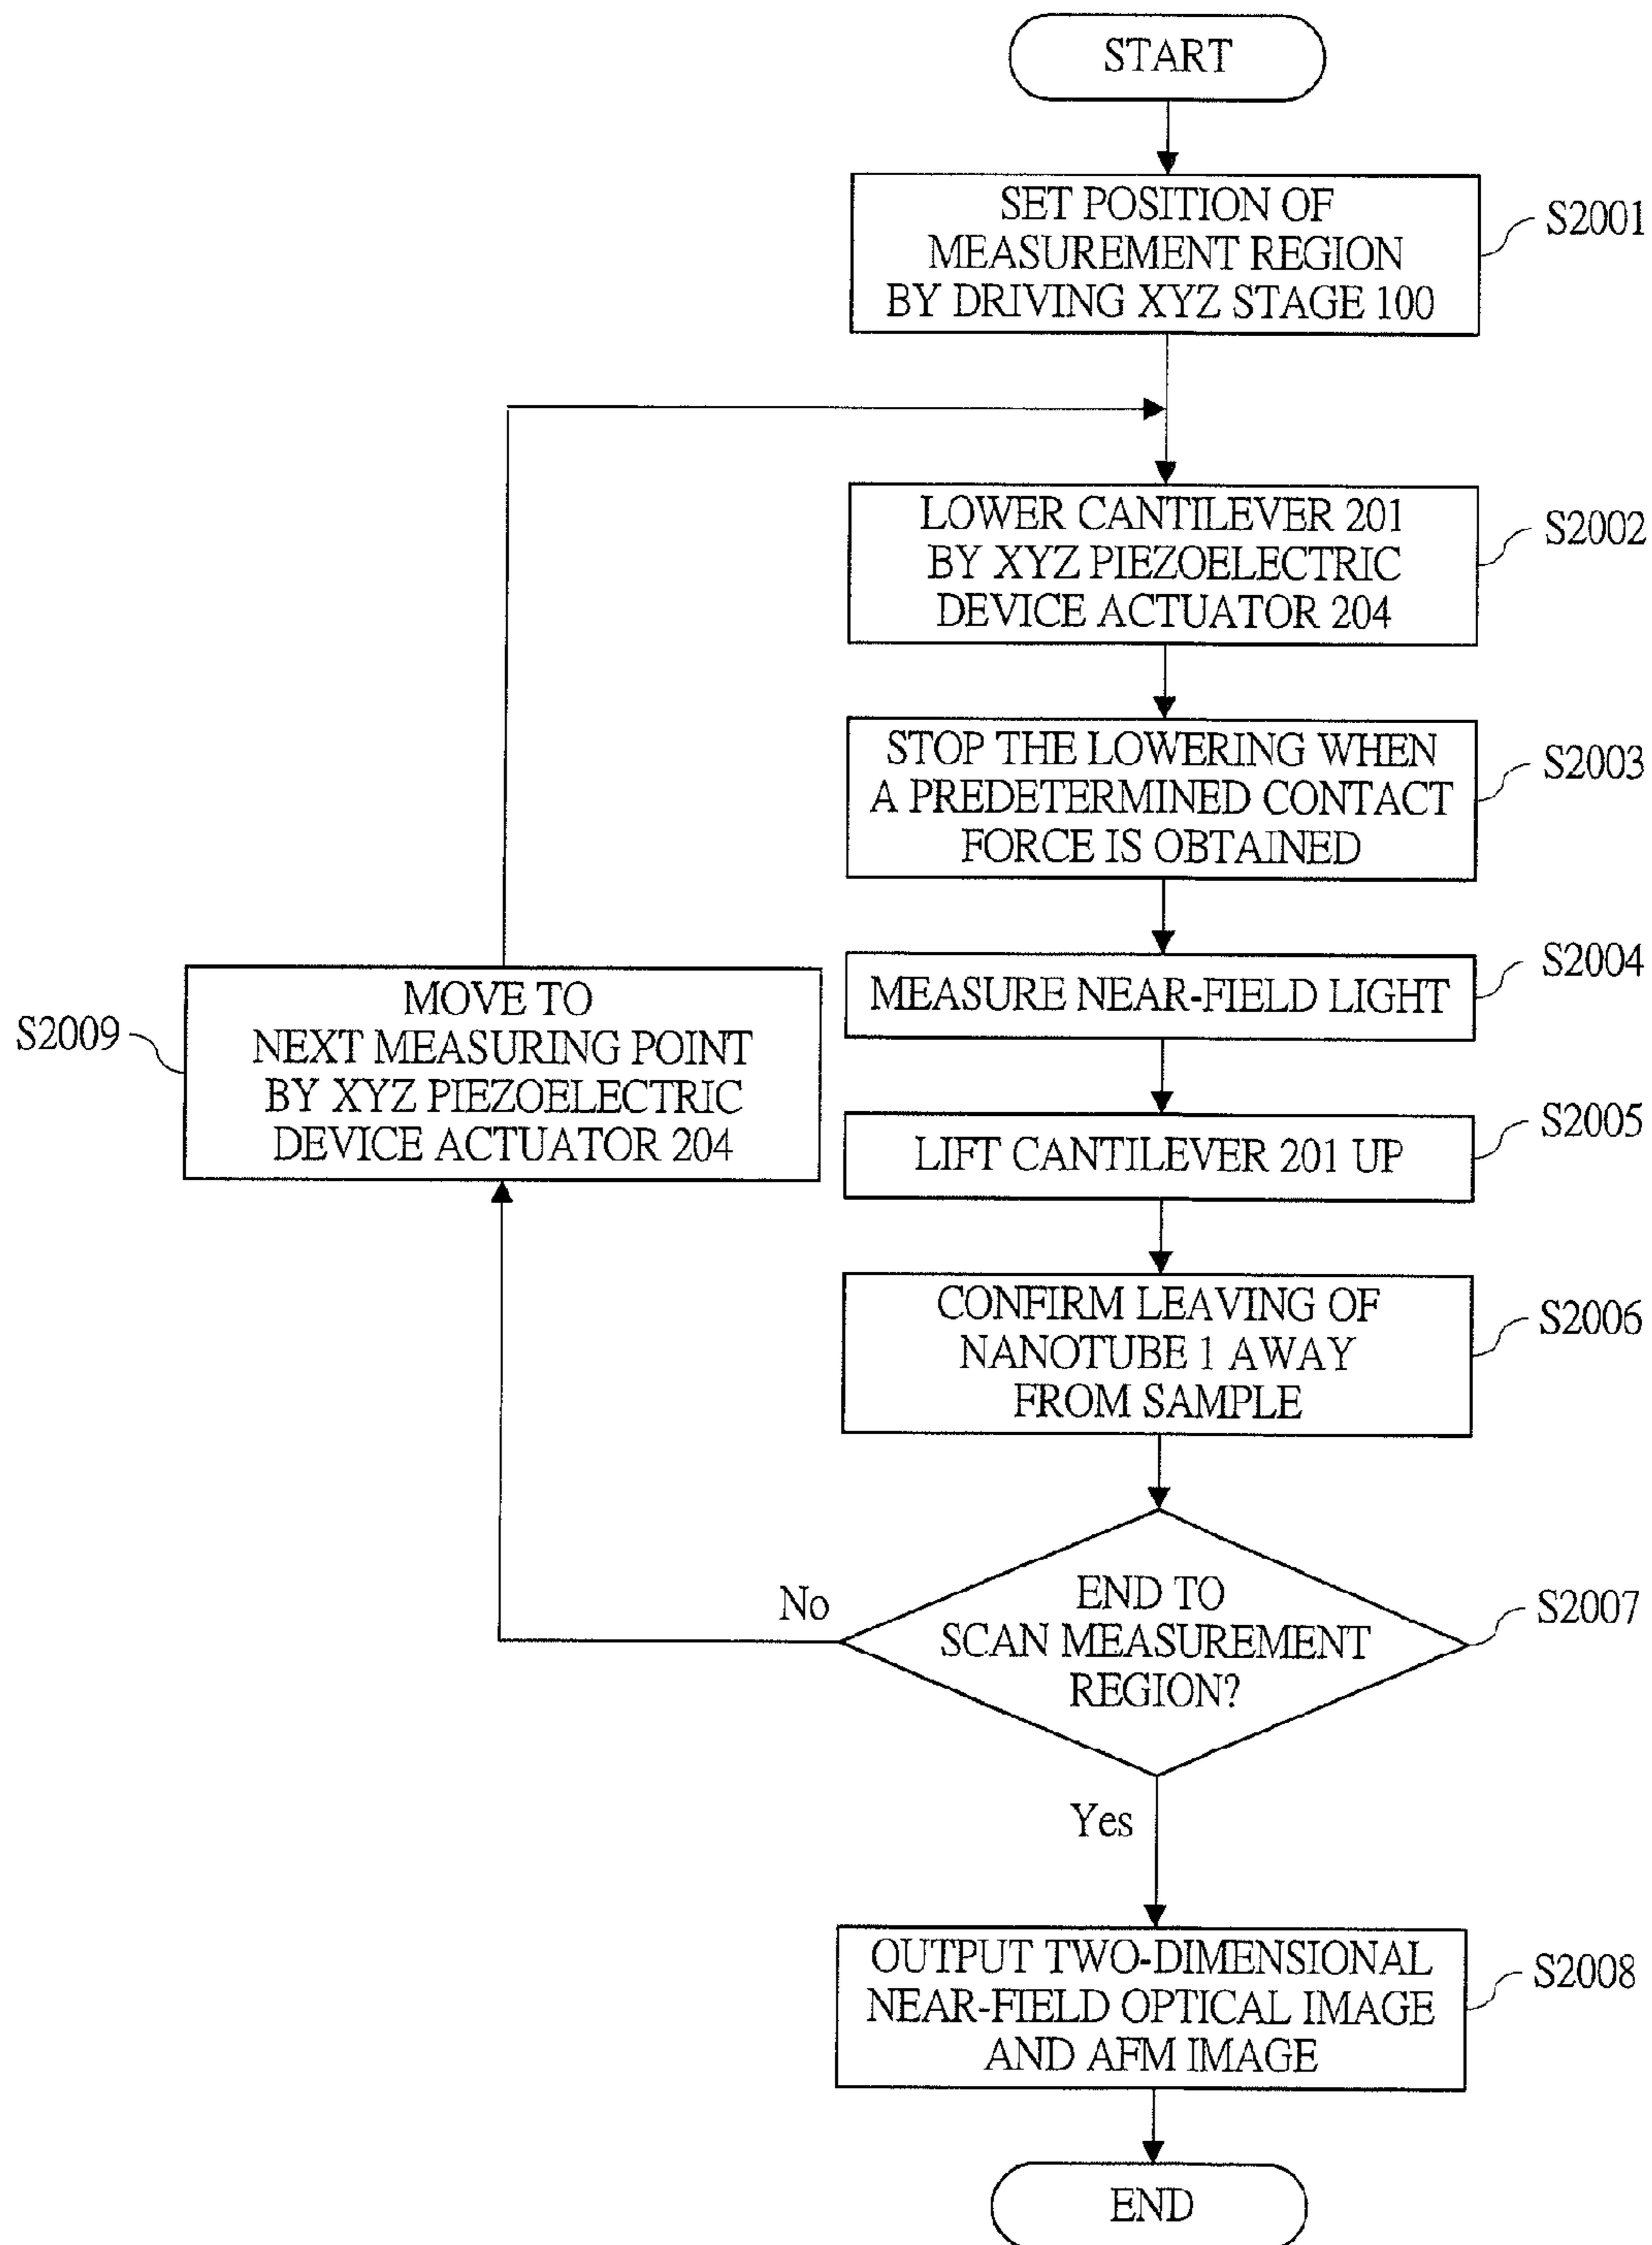 START
SET POSITION OF
MEASUREMENT REGION
BY DRIVING XYZ STAGE 100
S2001
LOWER CANTILEVER 201
BY XYZ PIEZOELECTRIC
DEVICE ACTUATOR 204
S2002
STOP THE LOWERING WHEN
A PREDETERMINED CONTACT
FORCE IS OBTAINED
S2003
MEASURE NEAR-FIELD LIGHT
S2004
LIFT CANTILEVER 201 UP
S2005
CONFIRM LEAVING OF
NANOTUBE 1 AWAY
FROM SAMPLE
S2006
END TO
SCAN MEASUREMENT
REGION?
S2007
No
S2009
MOVE TO
NEXT MEASURING POINT
BY XYZ PIEZOELECTRIC
DEVICE ACTUATOR 204
Yes
OUTPUT TWO-DIMENSIONAL
NEAR-FIELD OPTICAL IMAGE
AND AFM IMAGE
S2008
END